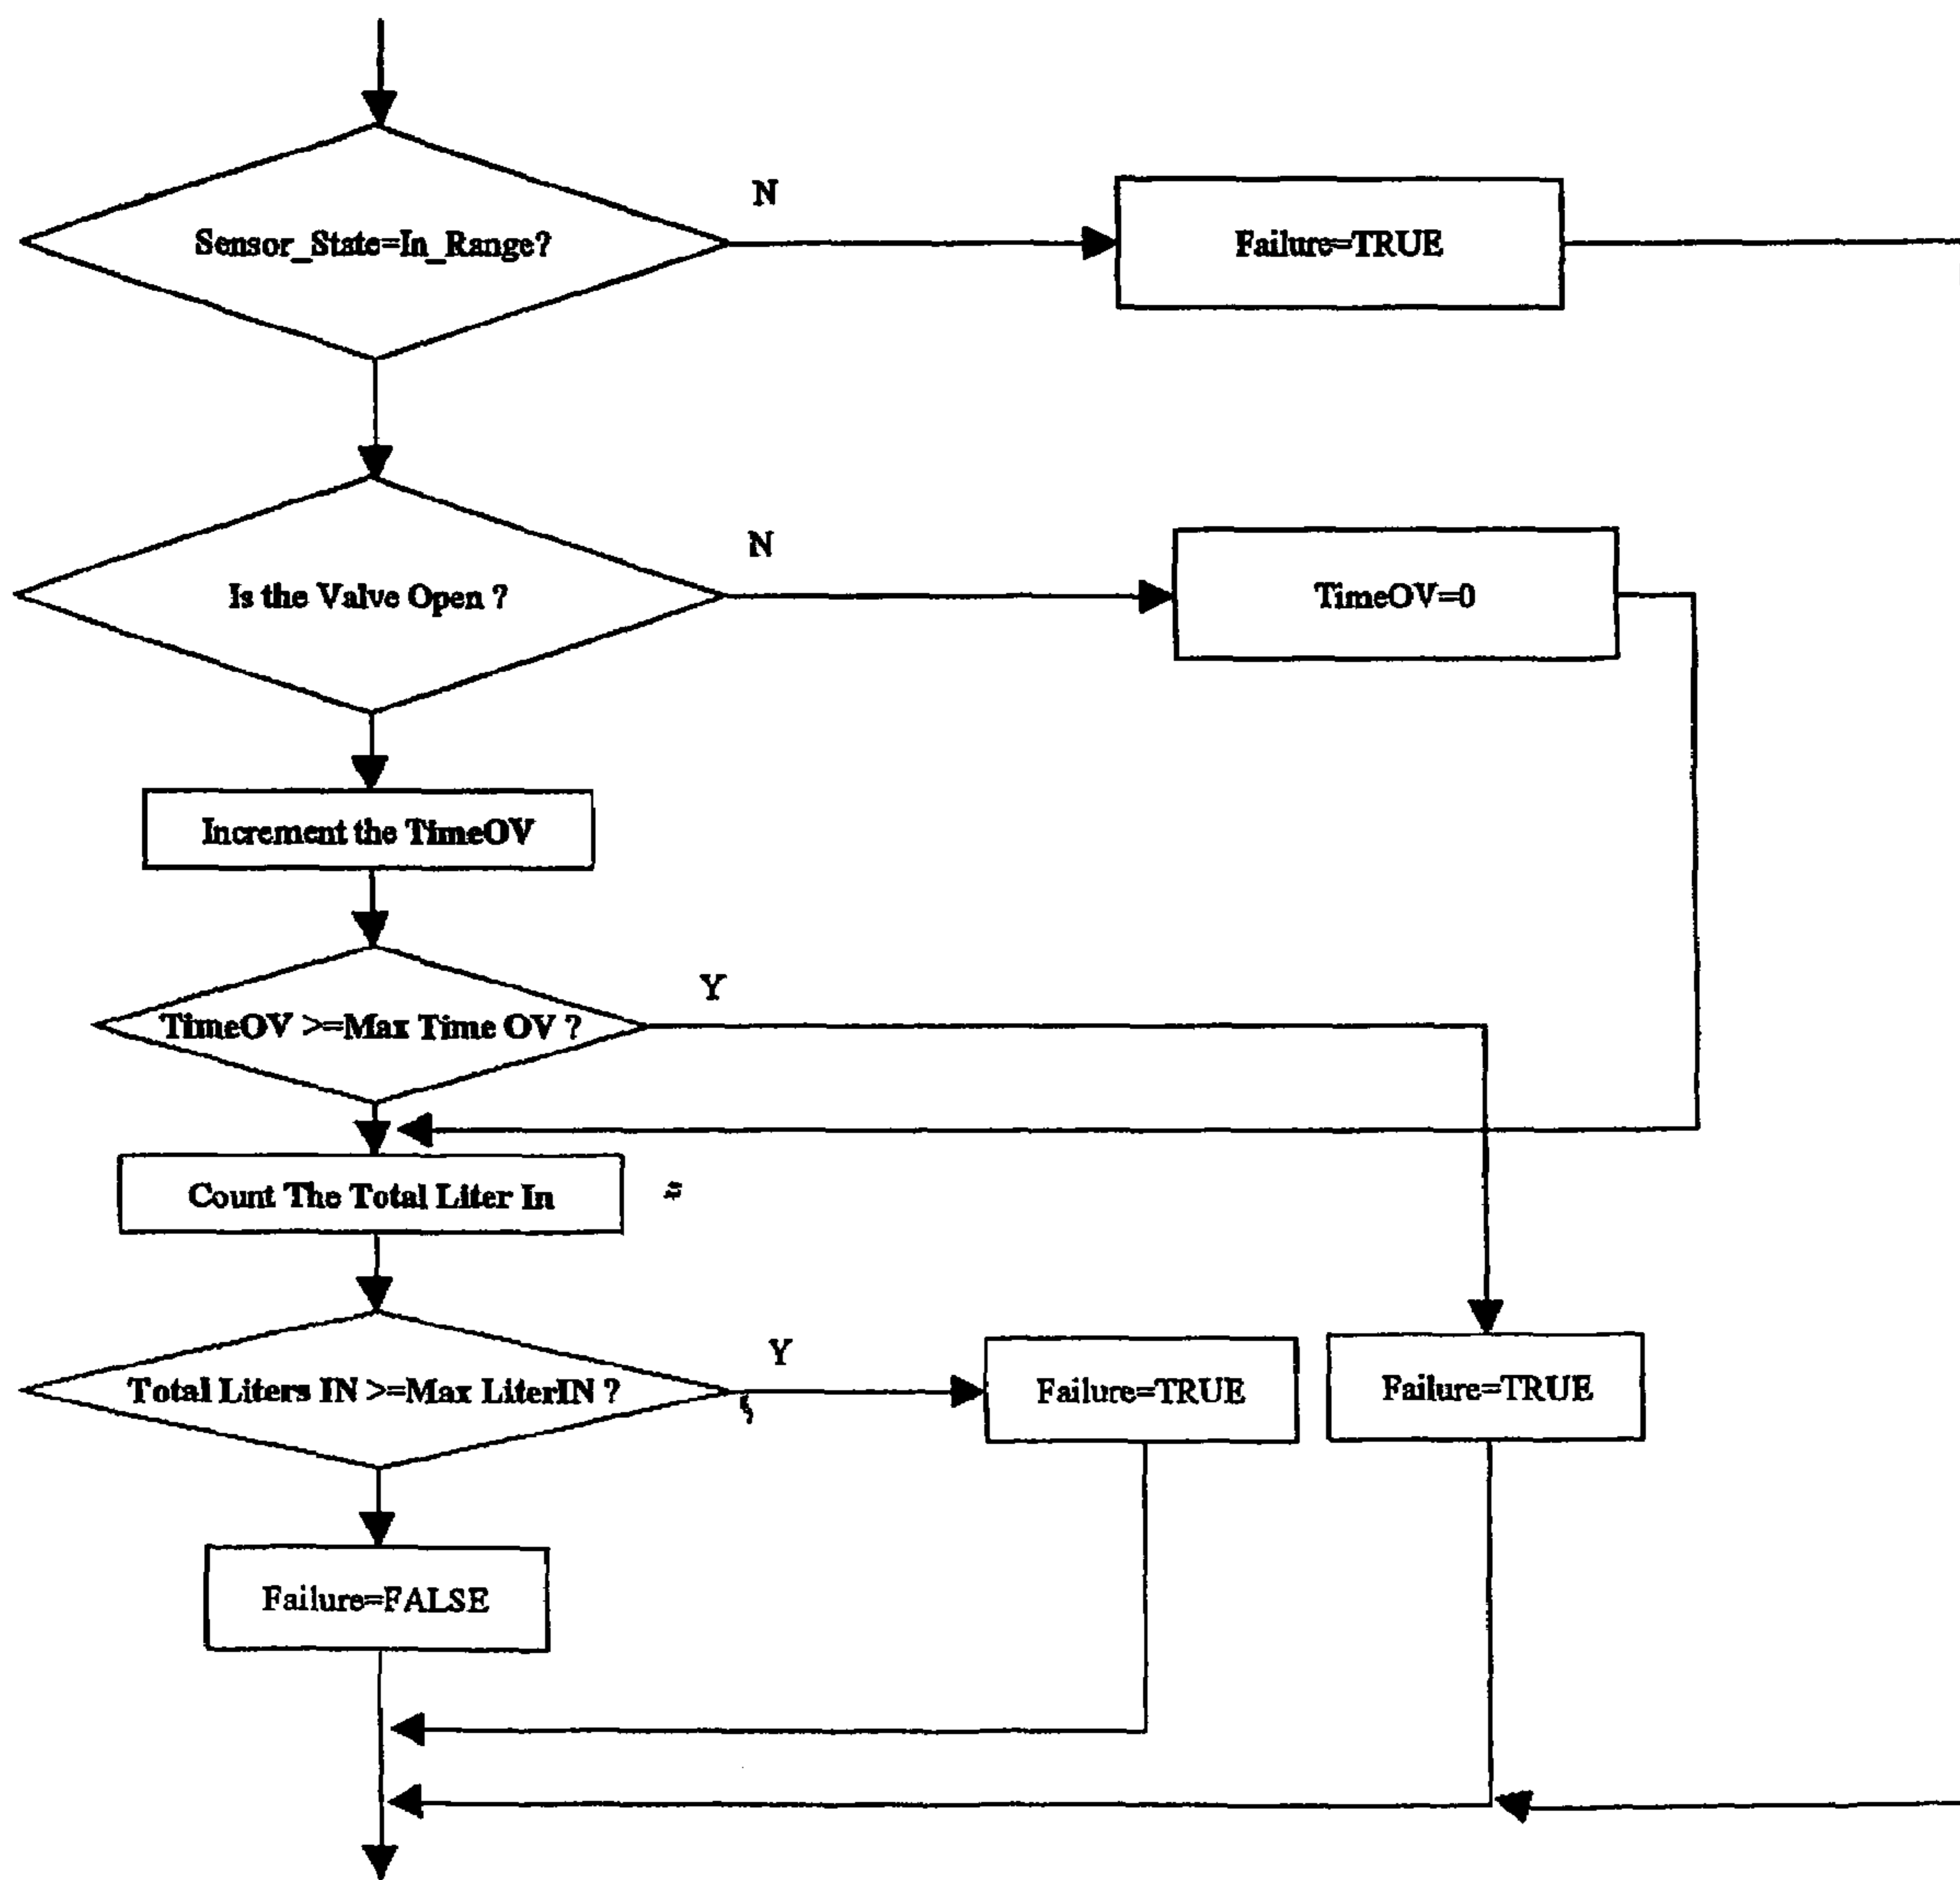 N
Sensor_State=In_Range?
Failure=TRUE
N
Is the Valve Open ?
TimeOV=0
Increment the TimeOV
Y
TimeOV >=Max Time OV ?
Count The Total Liter In
Y
Total Liters IN >=Max LiterIN ?
Failure=TRUE
Failure=TRUE
Failure=FALSE